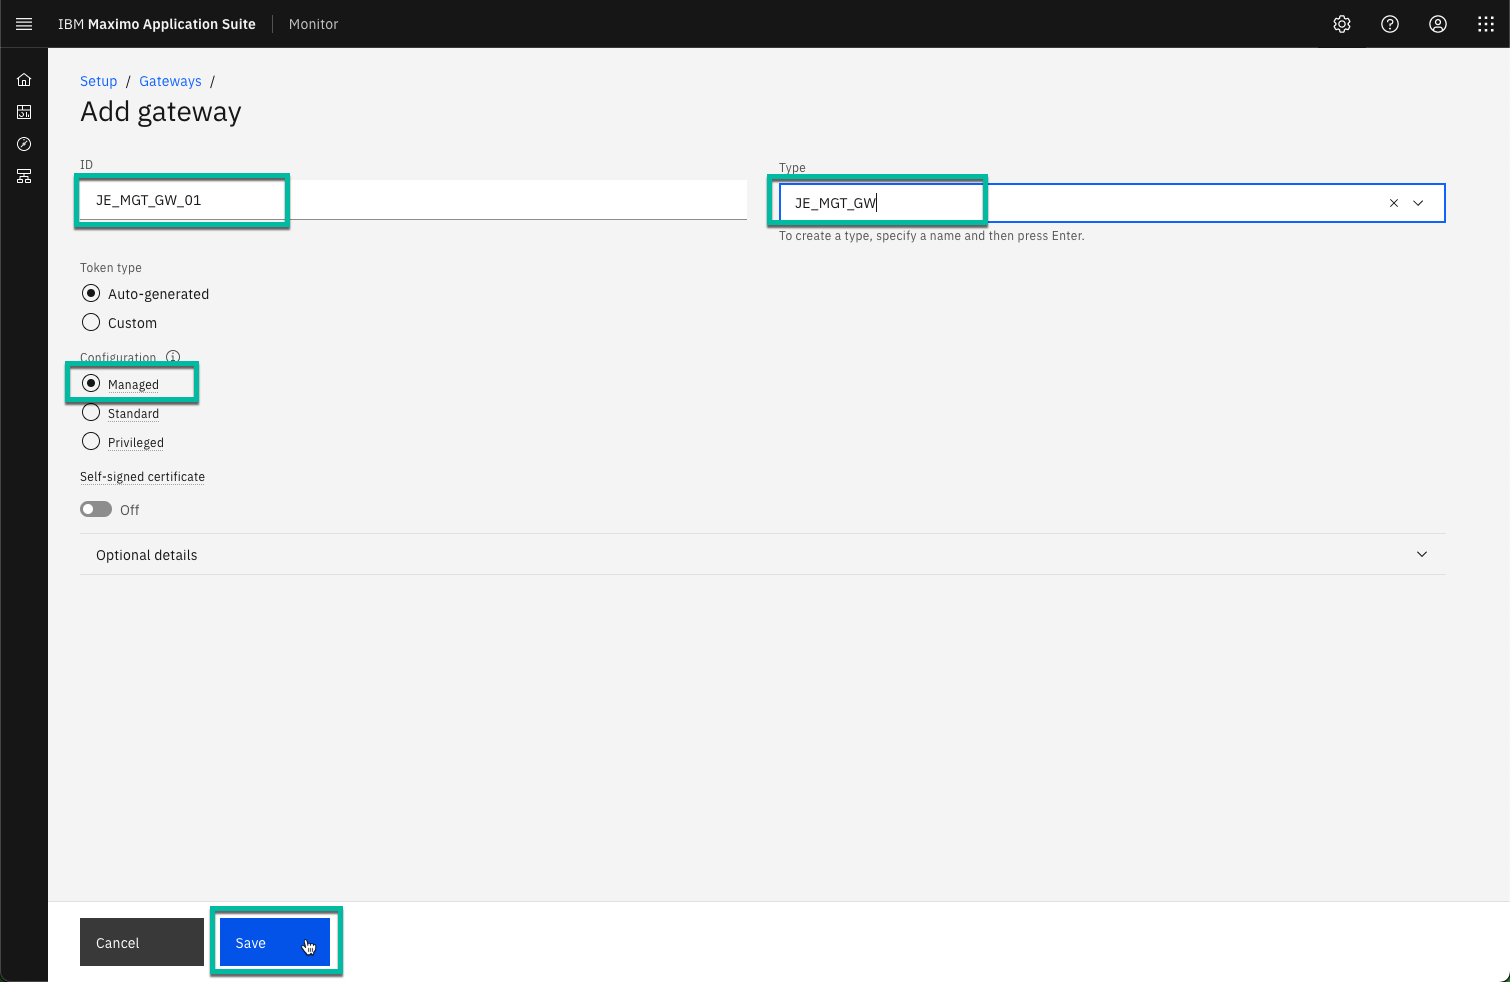 IBM Maximo Application Suite Monitor
Setup / Gateways /
Add gateway
ID
JE_MGT_GW_01
Type
JE_MGT_GW
To create a type, specify a name and then press Enter.
Token type
Auto-generated
Custom
Configuration
Managed
Standard
Privileged
Self-signed certificate
Off
Optional details
Cancel
Save